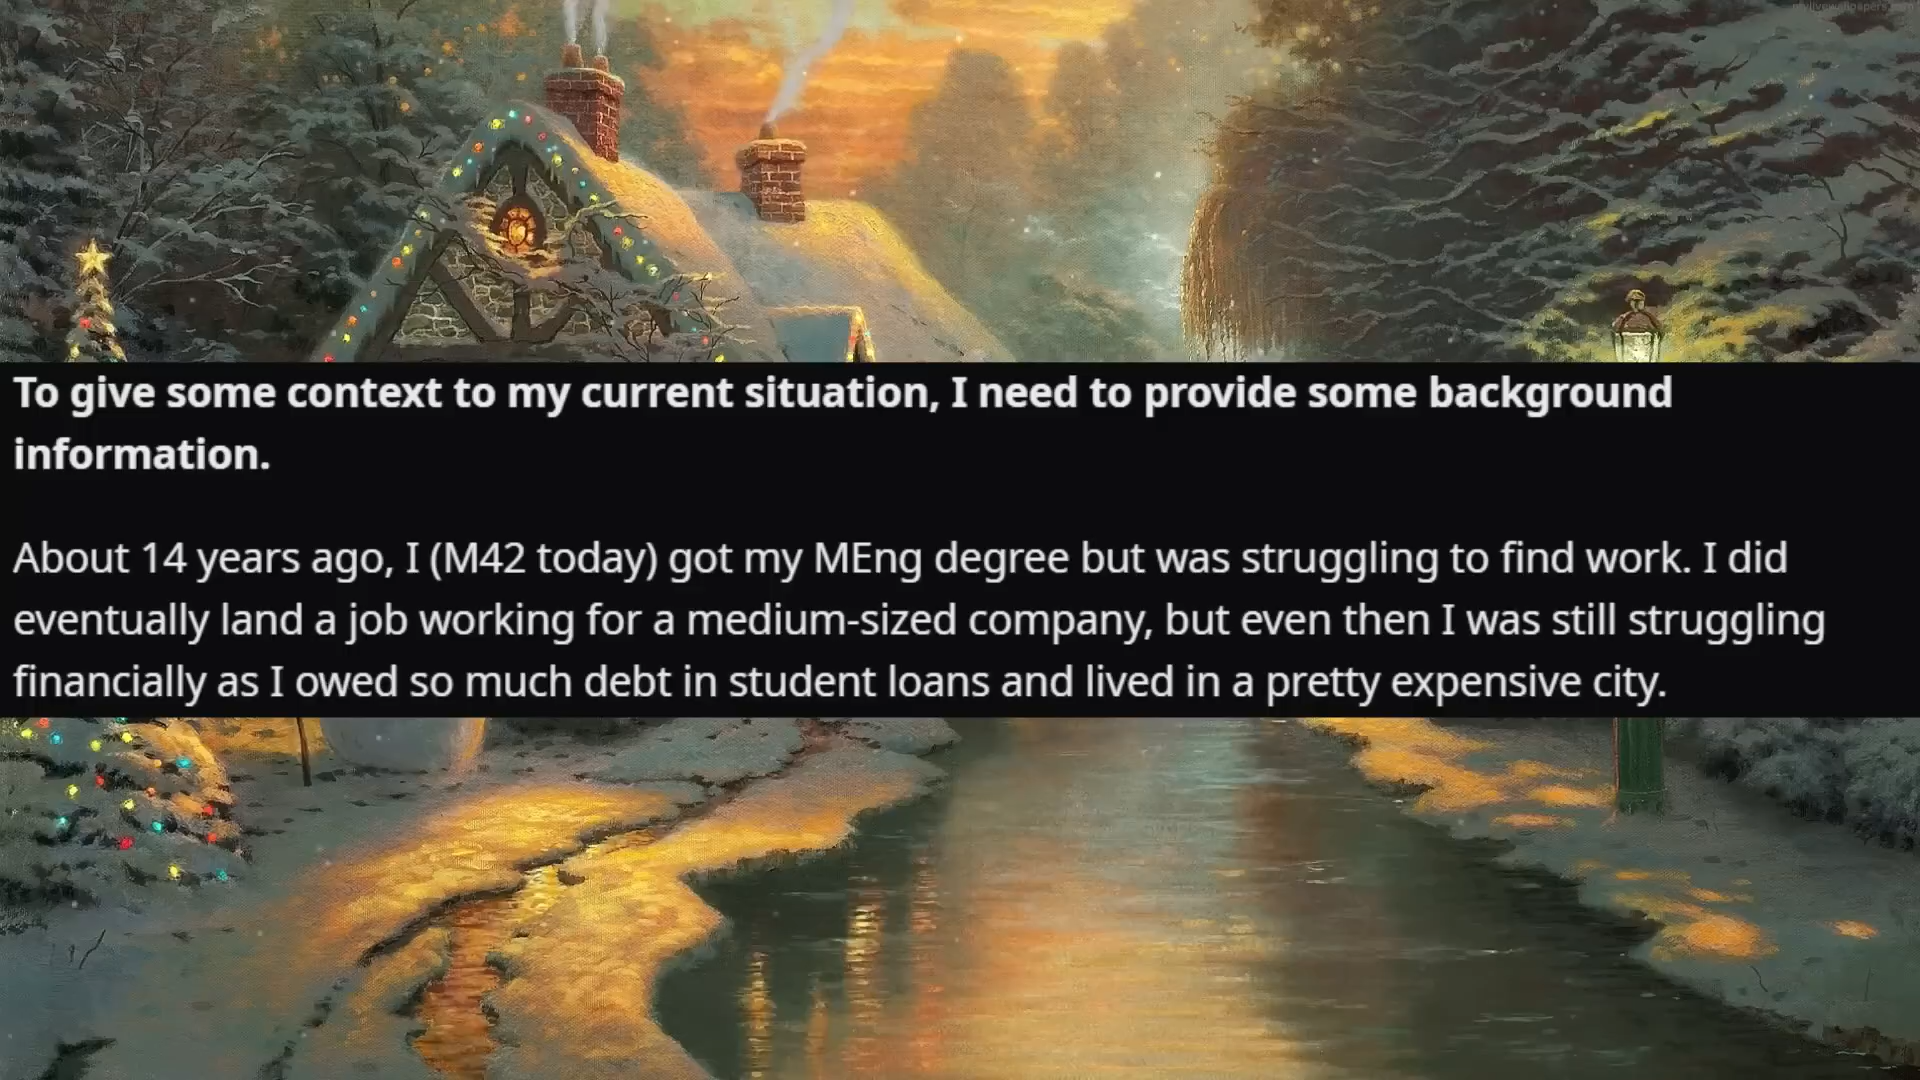 To give some context to my current situation, I need to provide some background
information.
About 14 years ago, I (M42 today) got my MEng degree but was struggling to find work. I did
eventually land a job working for a medium-sized company, but even then I was still struggling
financially as I owed so much debt in student loans and lived in a pretty expensive city.